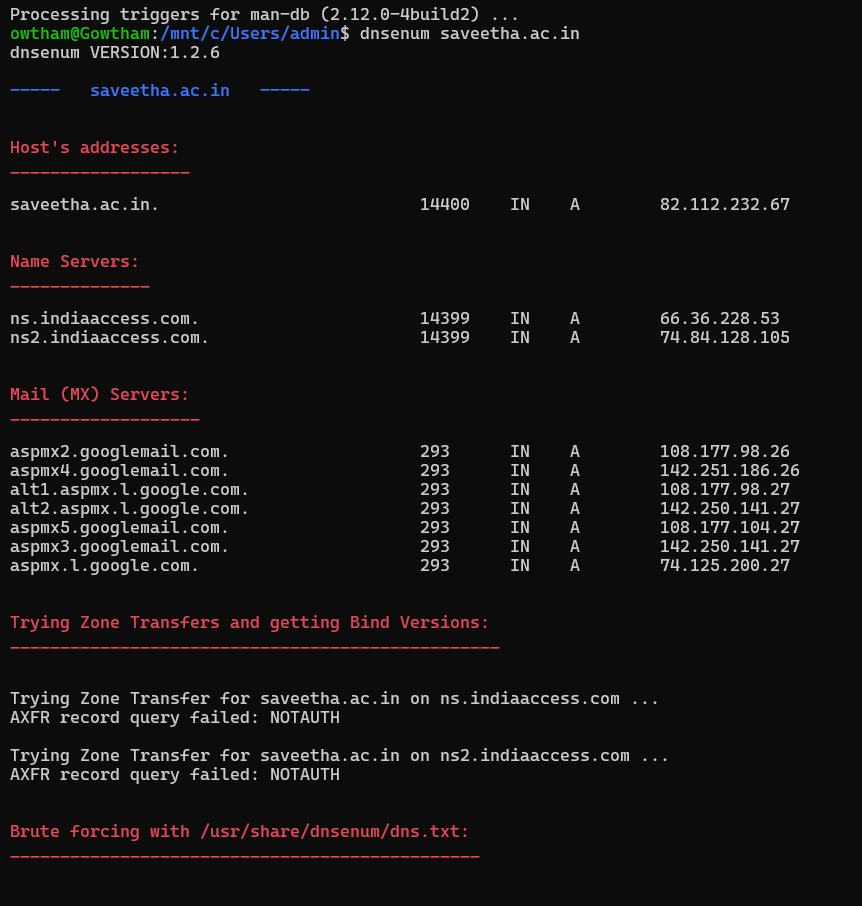 Processing triggers for man-db (2.12.0-4build2) ...
owtham@Gowtham:/mnt/c/Users/admin$ dnsenum saveetha.ac.in
dnsenum VERSION:1.2.6
-----   saveetha.ac.in   -----
Host's addresses:
__________________
saveetha.ac.in.                          14400    IN    A        82.112.232.67
Name Servers:
______________
ns.indiaaccess.com.                      14399    IN    A        66.36.228.53
ns2.indiaaccess.com.                     14399    IN    A        74.84.128.105
Mail (MX) Servers:
___________________
aspmx2.googlemail.com.                   293      IN    A        108.177.98.26
aspmx4.googlemail.com.                   293      IN    A        142.251.186.26
alt1.aspmx.l.google.com.                 293      IN    A        108.177.98.27
alt2.aspmx.l.google.com.                 293      IN    A        142.250.141.27
aspmx5.googlemail.com.                   293      IN    A        108.177.104.27
aspmx3.googlemail.com.                   293      IN    A        142.250.141.27
aspmx.l.google.com.                      293      IN    A        74.125.200.27
Trying Zone Transfers and getting Bind Versions:
_________________________________________________
Trying Zone Transfer for saveetha.ac.in on ns.indiaaccess.com ...
AXFR record query failed: NOTAUTH
Trying Zone Transfer for saveetha.ac.in on ns2.indiaaccess.com ...
AXFR record query failed: NOTAUTH
Brute forcing with /usr/share/dnsenum/dns.txt:
_______________________________________________